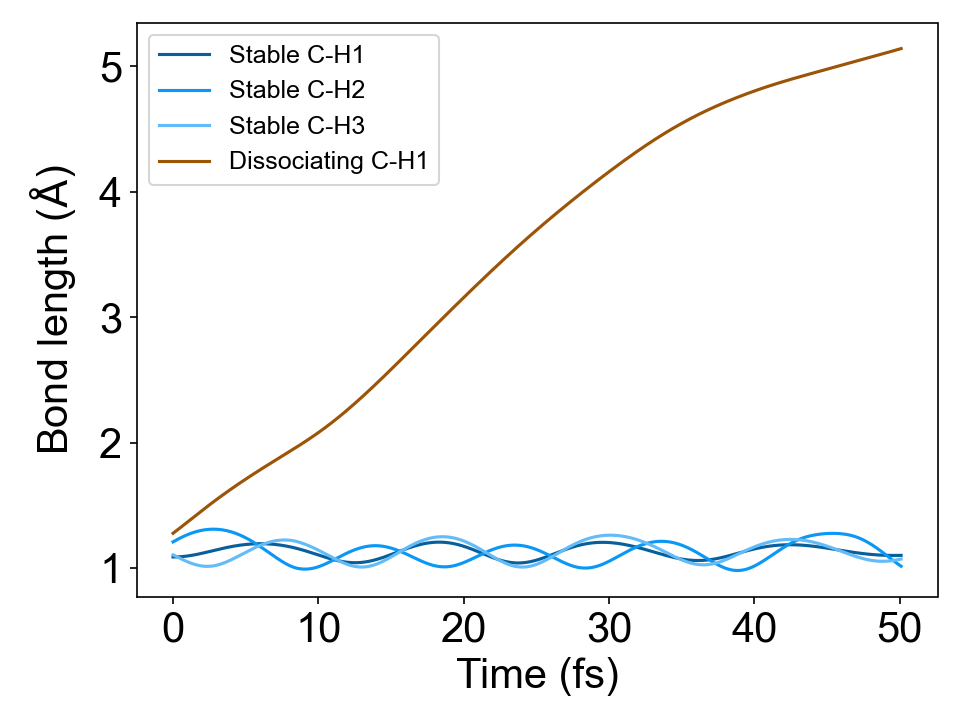 Stable C-H1
Stable C-H2
Stable C-H3
Dissociating C-H1
Bond length (Å)
5
4
3
2
1
0 10 20 30 40 50
Time (fs)